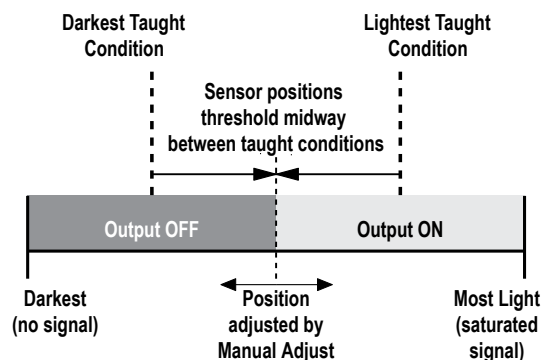 Darkest Taught
Condition
Lightest Taught
Condition
Sensor positions
threshold midway
between taught conditions
Output OFF
Output ON
Darkest
(no signal)
Position
adjusted by
Manual Adjust
Most Light
(saturated
signal)